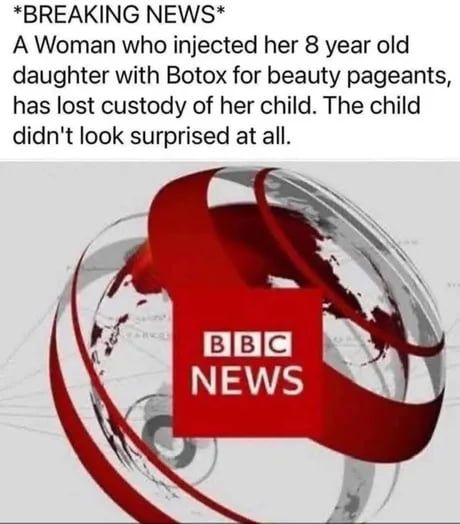 *BREAKING NEWS*
A Woman who injected her 8 year old
daughter with Botox for beauty pageants,
has lost custody of her child. The child
didn't look surprised at all.
BBC
NEWS